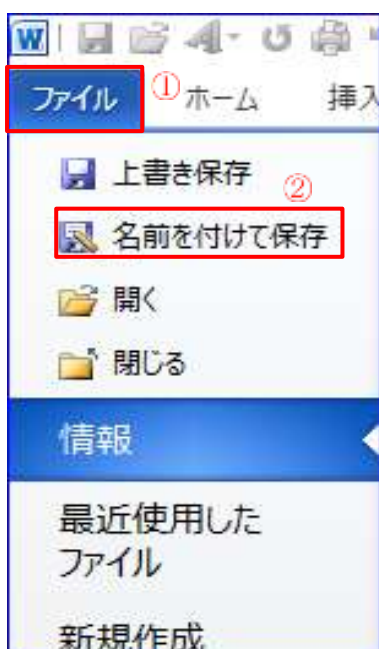 W
ファイル ① ホーム 挿入
上書き保存
②
名前を付けて保存
開く
閉じる
情報
最近使用した
ファイル
新規作成